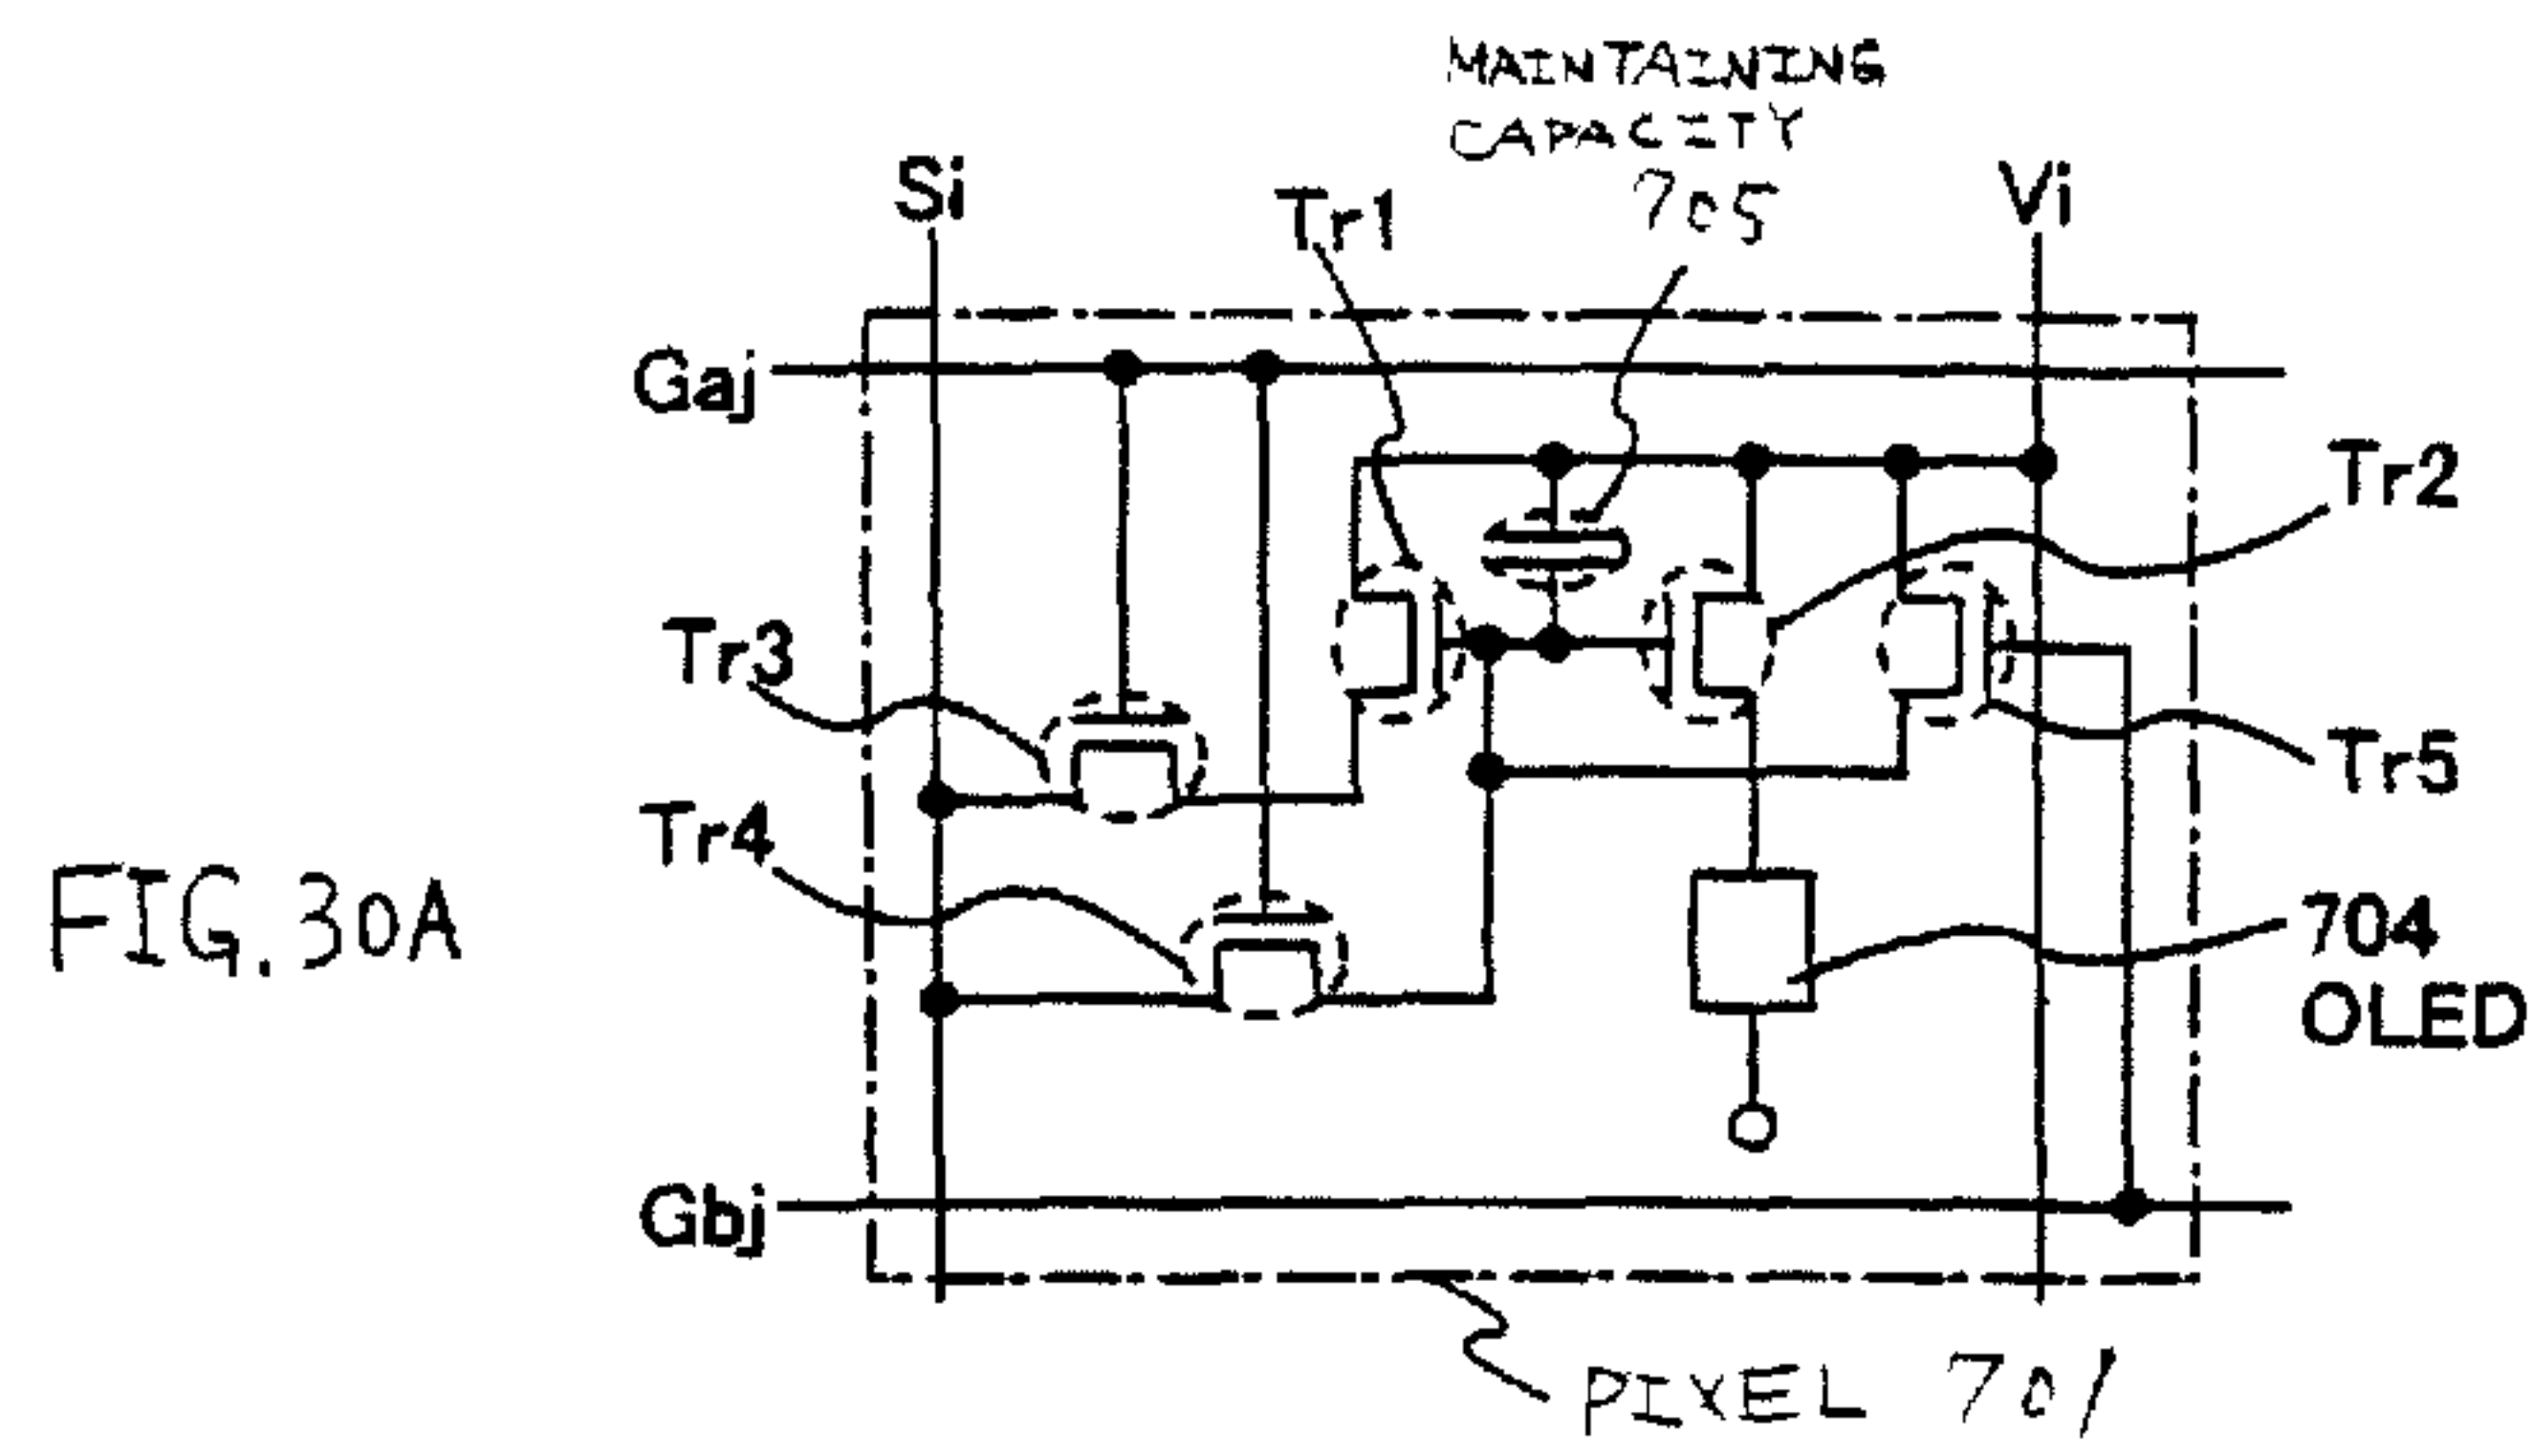 MAINTAINING
CAPACITY
705
Si
Tr1
Vi
Gaj
Tr2
Tr3
Tr5
Tr4
FIG.30A
704
OLED
Gbj
PIXEL 701